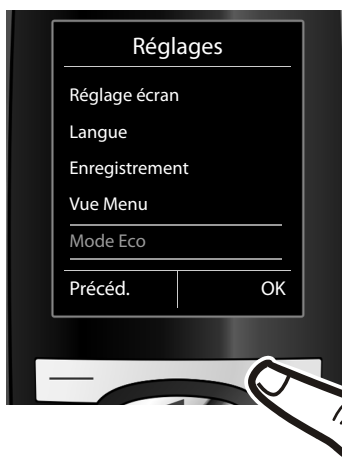 Réglages
Réglage écran
Langue
Enregistrement
Vue Menu
Mode Eco
Précéd. OK